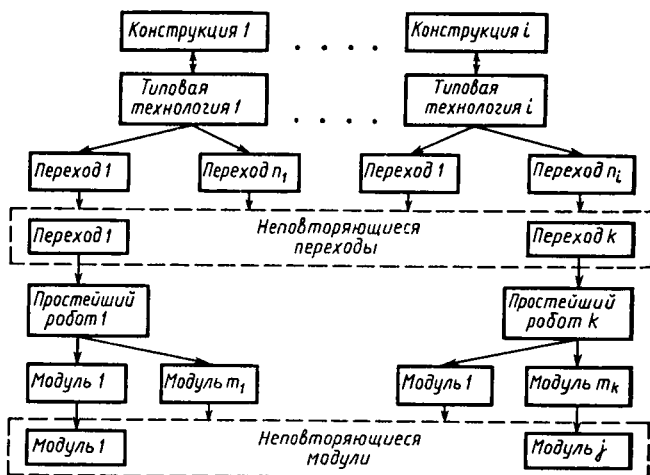 Конструкция 1
Конструкция i
Типовая
технология 1
Типовая
технология i
Переход 1
Переход n₁
Переход 1
Переход nᵢ
Неповторяющиеся
переходы
Переход 1
Переход k
Простейший
робот 1
Простейший
робот k
Модуль 1
Модуль m₁
Модуль 1
Модуль mₖ
Неповторяющиеся
модули
Модуль 1
Модуль j